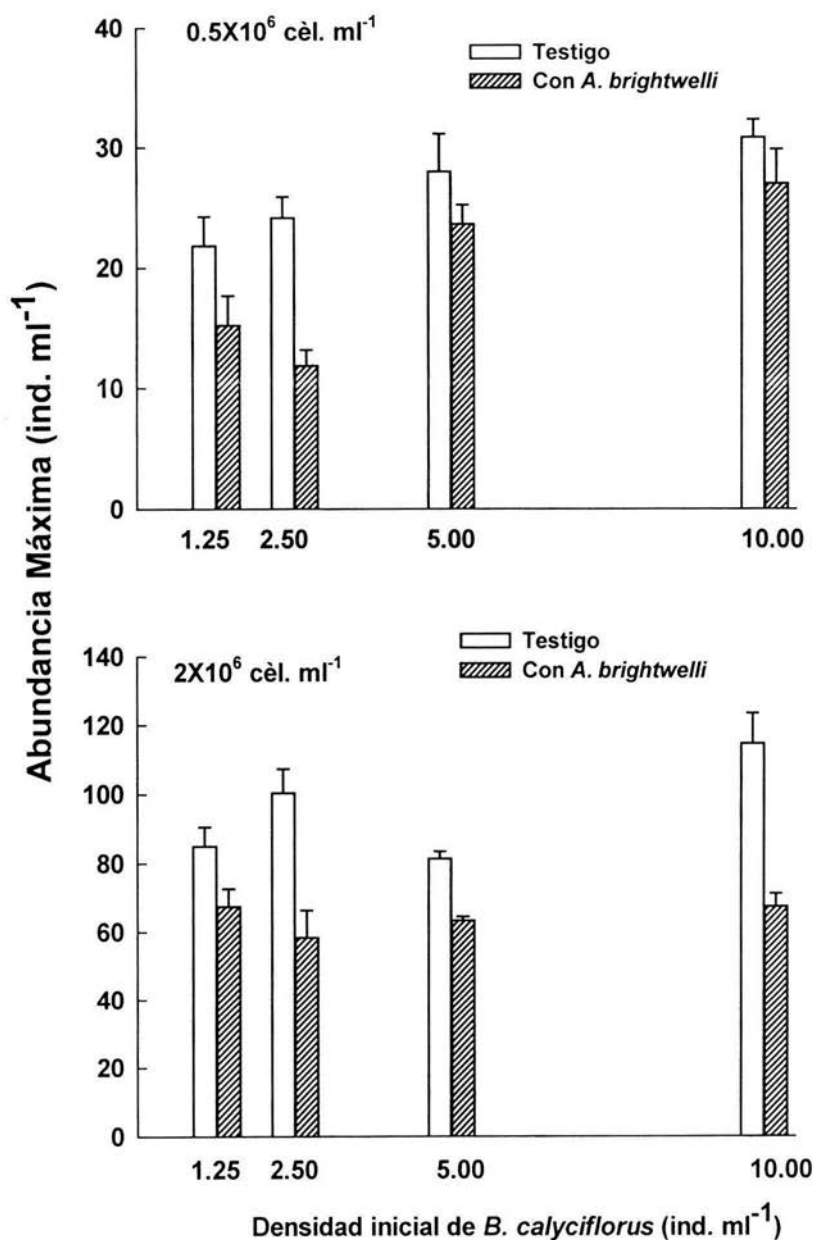 0.5X10⁶ cèl. ml⁻¹
Testigo
Con A. brightwelli
40
30
20
10
0
1.25 2.50 5.00 10.00
Abundancia Máxima (ind. ml⁻¹)
2X10⁶ cèl. ml⁻¹
Testigo
Con A. brightwelli
140
120
100
80
60
40
20
0
1.25 2.50 5.00 10.00
Densidad inicial de B. calyciflorus (ind. ml⁻¹)